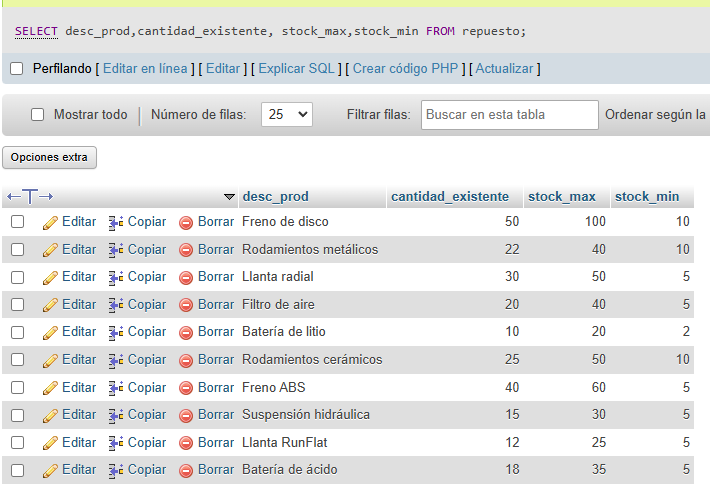 SELECT desc_prod,cantidad_existente, stock_max,stock_min FROM repuesto;
Perfilando [ Editar en línea ] [ Editar ] [ Explicar SQL ] [ Crear código PHP ] [ Actualizar ]
Mostrar todo Número de filas: 25 Filtrar filas: Buscar en esta tabla Ordenar según la
Opciones extra
←T→ desc_prod cantidad_existente stock_max stock_min
Editar Copiar Borrar Freno de disco 50 100 10
Editar Copiar Borrar Rodamientos metálicos 22 40 10
Editar Copiar Borrar Llanta radial 30 50 5
Editar Copiar Borrar Filtro de aire 20 40 5
Editar Copiar Borrar Batería de litio 10 20 2
Editar Copiar Borrar Rodamientos cerámicos 25 50 10
Editar Copiar Borrar Freno ABS 40 60 5
Editar Copiar Borrar Suspensión hidráulica 15 30 5
Editar Copiar Borrar Llanta RunFlat 12 25 5
Editar Copiar Borrar Batería de ácido 18 35 5